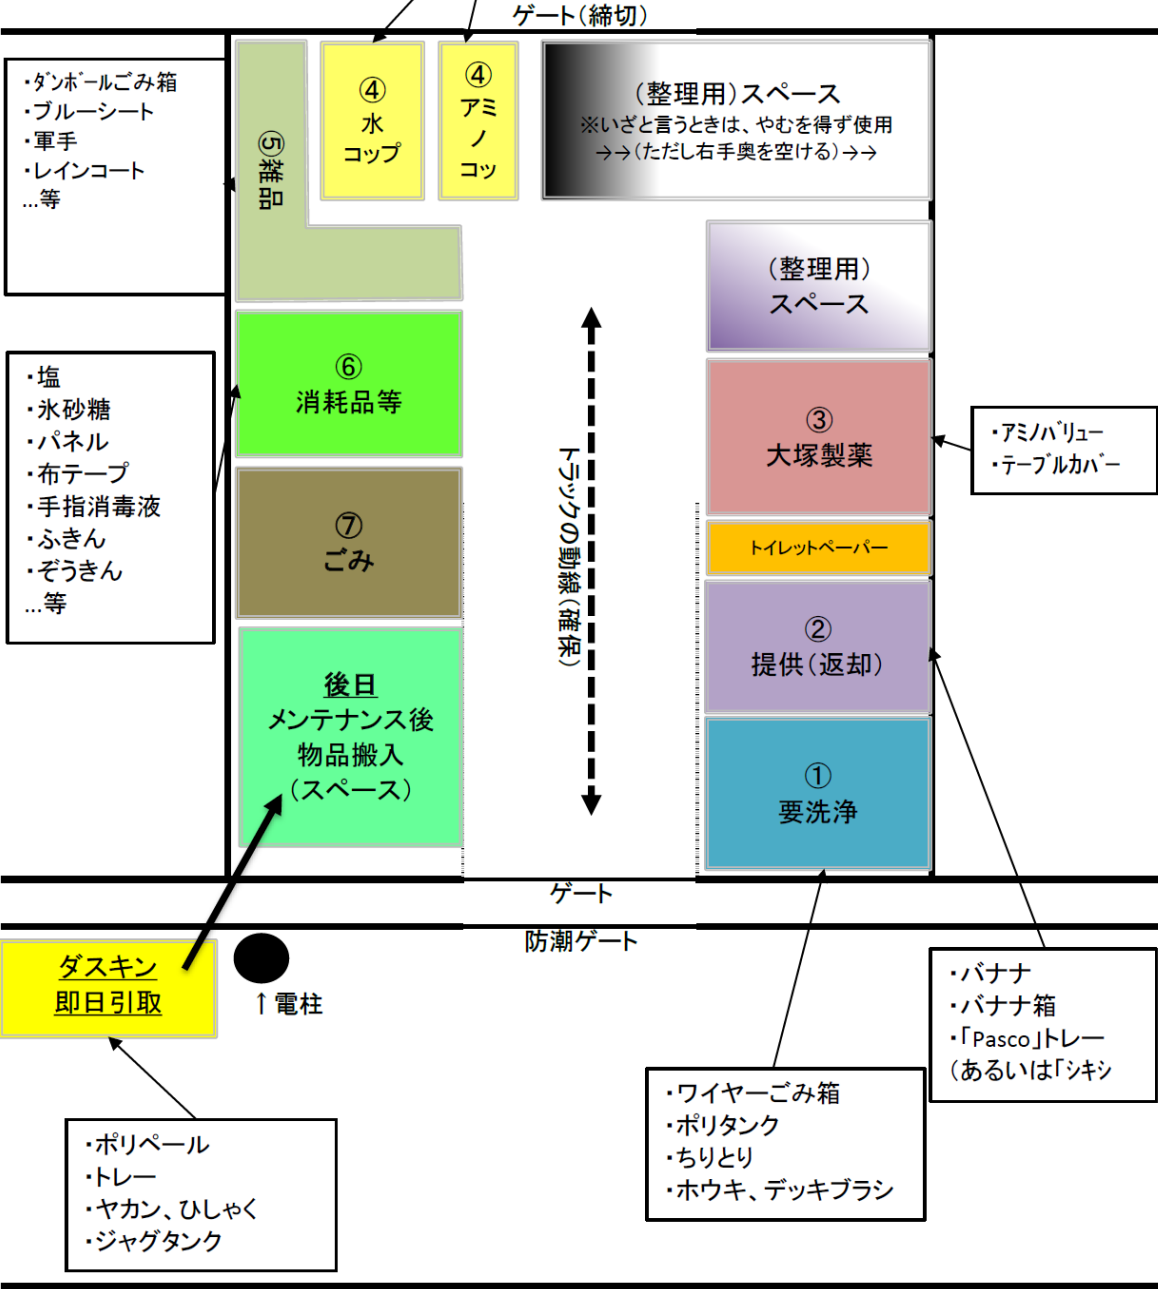 ゲート(締切)
・ﾀﾞﾝﾎﾞｰﾙごみ箱
・ブルーシート
・軍手
・レインコート
…等
⑤雑品
④
水
コップ
④
アミ
ノ
コッ
(整理用)スペース
※いざと言うときは、やむを得ず使用
→→(ただし右手奥を空ける)→→
(整理用)
スペース
・塩
・氷砂糖
・パネル
・布テープ
・手指消毒液
・ふきん
・ぞうきん
…等
⑥
消耗品等
⑦
ごみ
後日
メンテナンス後
物品搬入
(スペース)
トラックの動線(確保)
③
大塚製薬
・ｱﾐﾉﾊﾞﾘｭｰ
・ﾃｰﾌﾞﾙｶﾊﾞｰ
トイレットペーパー
②
提供(返却)
①
要洗浄
ゲート
防潮ゲート
ダスキン
即日引取
↑電柱
・バナナ
・バナナ箱
・「Pasco」トレー
(あるいは「ｼｷｼ
・ワイヤーごみ箱
・ポリタンク
・ちりとり
・ホウキ、デッキブラシ
・ポリペール
・トレー
・ヤカン、ひしゃく
・ジャグタンク